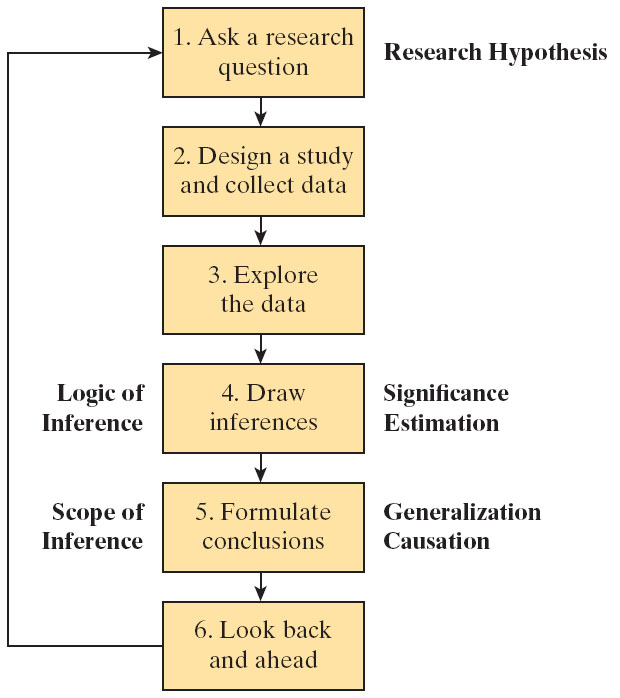 1. Ask a research
question
Research Hypothesis
2. Design a study
and collect data
3. Explore
the data
Logic of
Inference
4. Draw
inferences
Significance
Estimation
Scope of
Inference
5. Formulate
conclusions
Generalization
Causation
6. Look back
and ahead